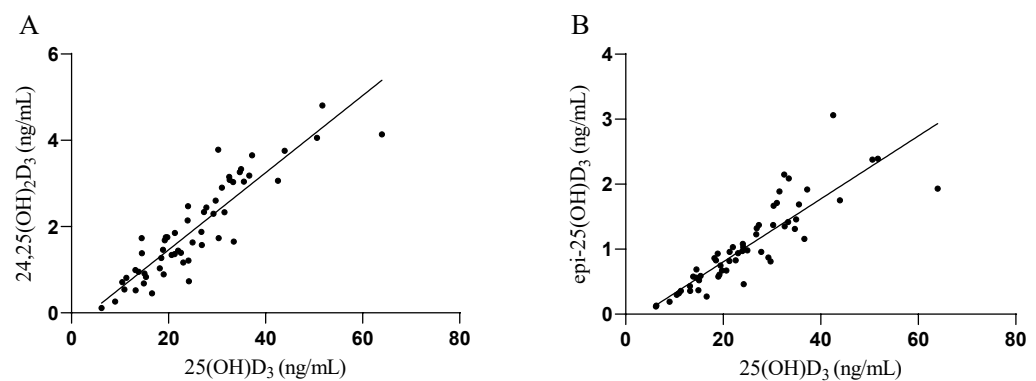 A
24,25(OH)₂D₃ (ng/mL)
6
4
2
0
0 20 40 60 80
25(OH)D₃ (ng/mL)
B
epi-25(OH)D₃ (ng/mL)
4
3
2
1
0
0 20 40 60 80
25(OH)D₃ (ng/mL)